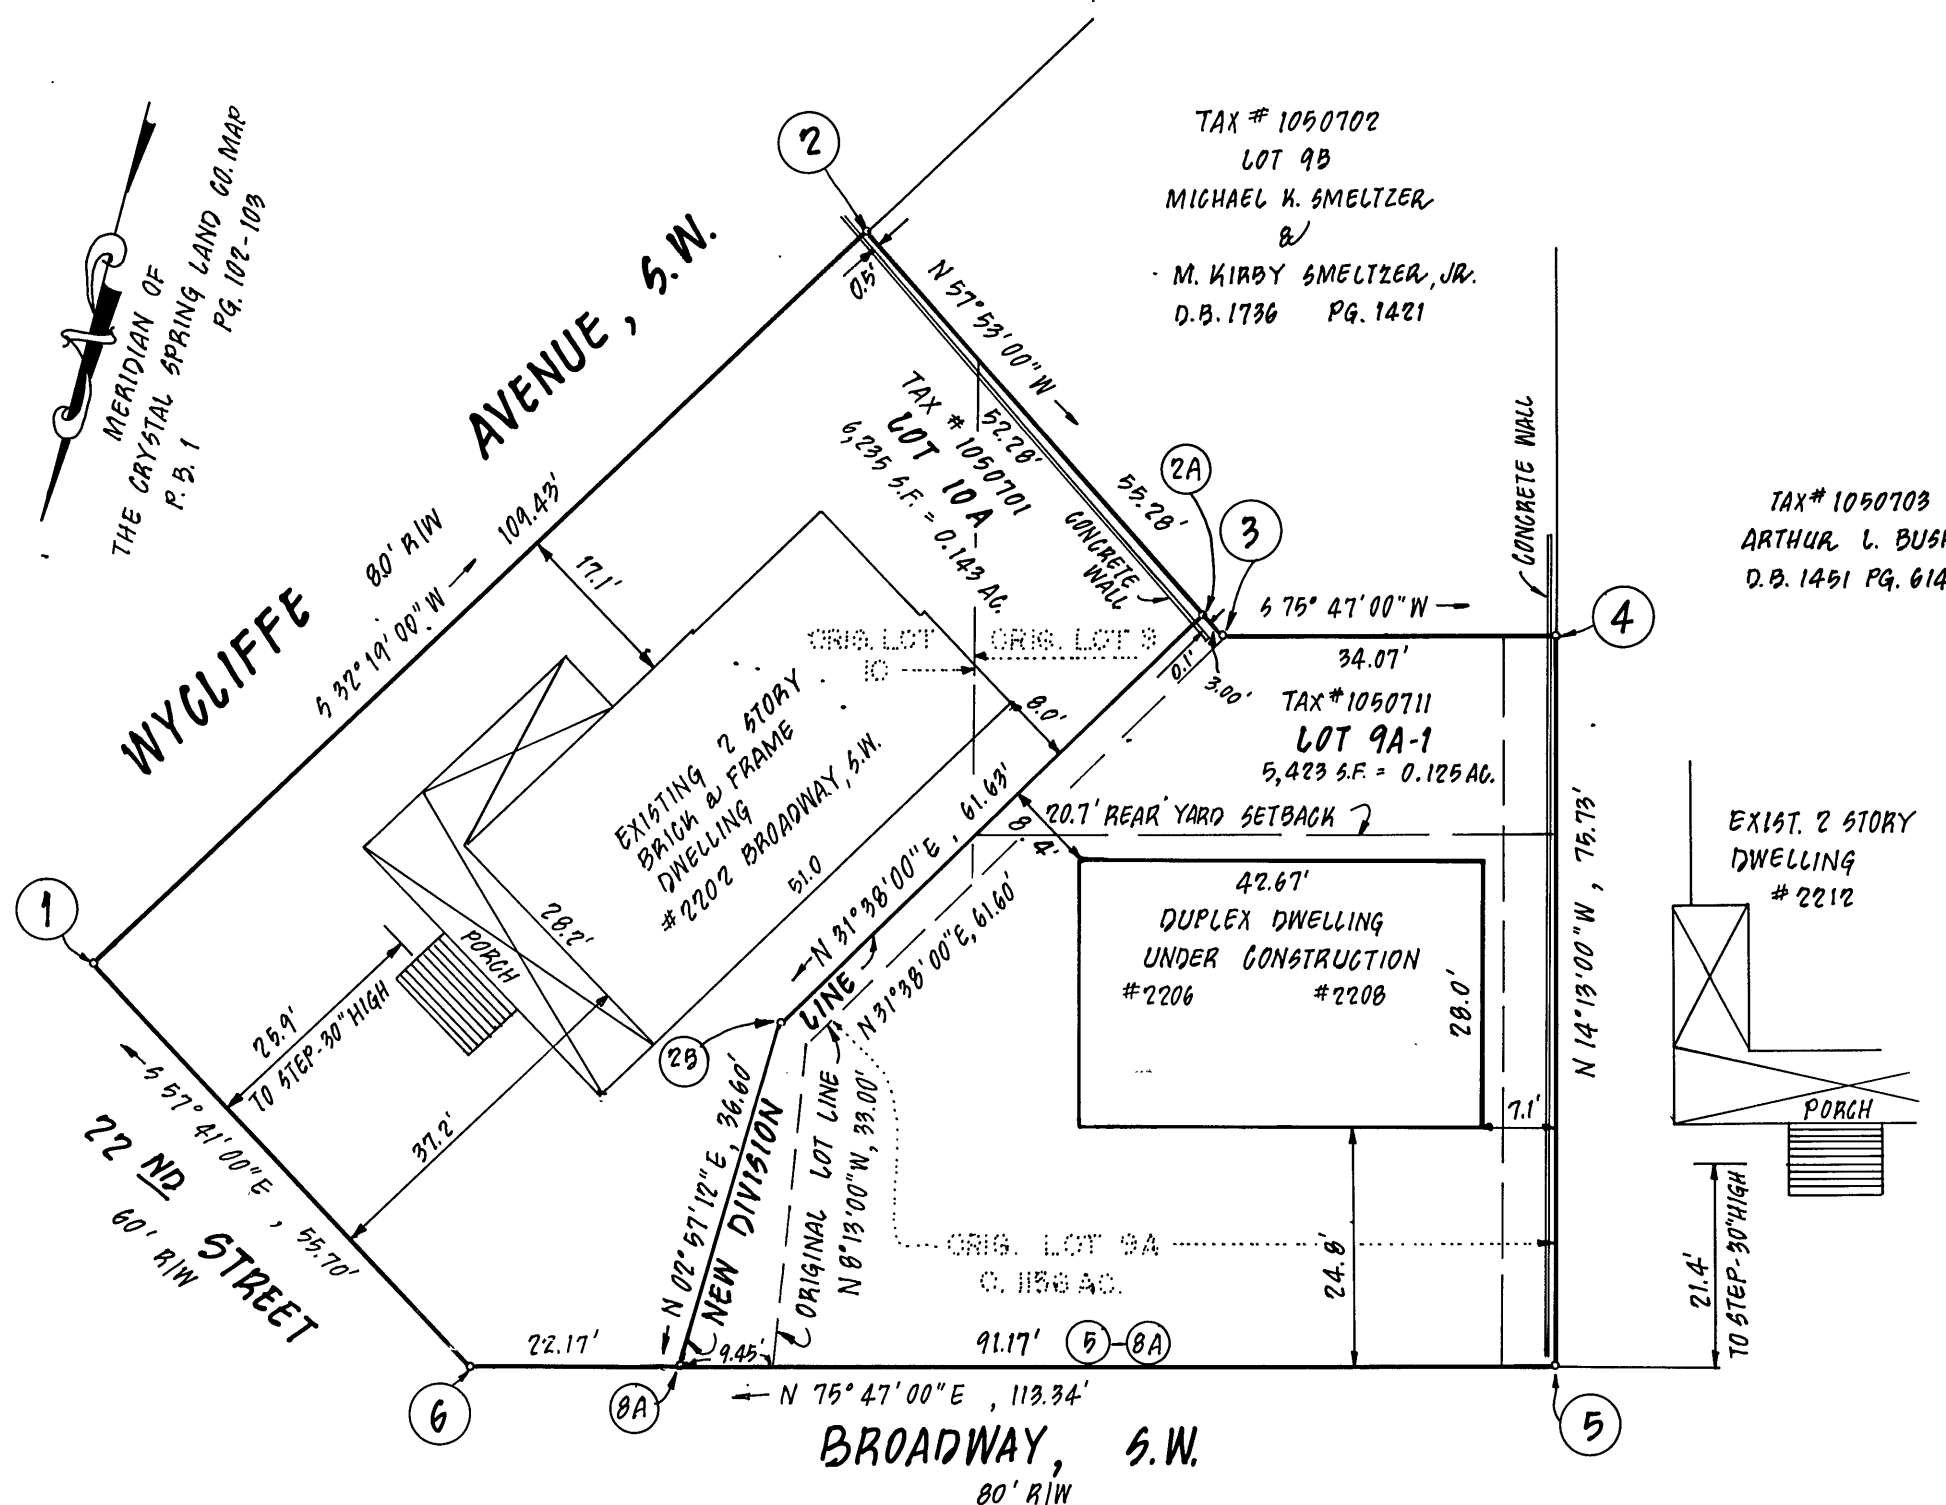 MERIDIAN OF
THE CRYSTAL SPRING LAND CO. MAP
P.B. 1 PG. 102-103
2
TAX # 1050702
LOT 9B
MICHAEL K. SMELTZER
&
M. KIRBY SMELTZER, JR.
D.B. 1736 PG. 1421
WYCLIFFE AVENUE, S.W.
80' R/W
S 32° 19' 00" W
109.43'
0.5'
N 57° 53' 00" W
55.28'
52.28'
TAX # 1050701
LOT 10A
6,235 S.F. = 0.143 AC.
CONCRETE
WALL
2A
3
S 75° 47' 00" W
34.07'
CONCRETE WALL
4
TAX# 1050703
ARTHUR L.
D.B. 1451 PG. 614
17.1'
ORIG. LOT
10
ORIG. LOT 9
0.1'
3.00'
8.0'
TAX# 1050711
LOT 9A-1
5,423 S.F. = 0.125 AC.
20.7' REAR YARD SETBACK
EXISTING 2 STORY
BRICK & FRAME
DWELLING
#2202 BROADWAY, S.W.
51.0
28.2'
PORCH
N 31° 38' 00" E, 61.63'
8.4'
N 31° 38' 00" E, 61.60'
42.67'
DUPLEX DWELLING
UNDER CONSTRUCTION
#2206 #2208
28.0'
N 14° 13' 00" W, 75.73'
EXIST. 2 STORY
DWELLING
#2212
PORCH
1
25.9'
TO STEP-30" HIGH
37.2'
S 57° 41' 00" E, 55.70'
22 ND STREET
60' R/W
2B
N 02° 57' 12" E, 36.60'
NEW DIVISION LINE
ORIGINAL LOT LINE
N 8° 13' 00" W, 33.00'
ORIG. LOT 9A
0.1158 AC.
24.8'
7.1'
21.4'
TO STEP-30" HIGH
22.17'
9.45'
91.17' 5 - 8A
6
8A
N 75° 47' 00" E, 113.34'
5
BROADWAY, S.W.
80' R/W